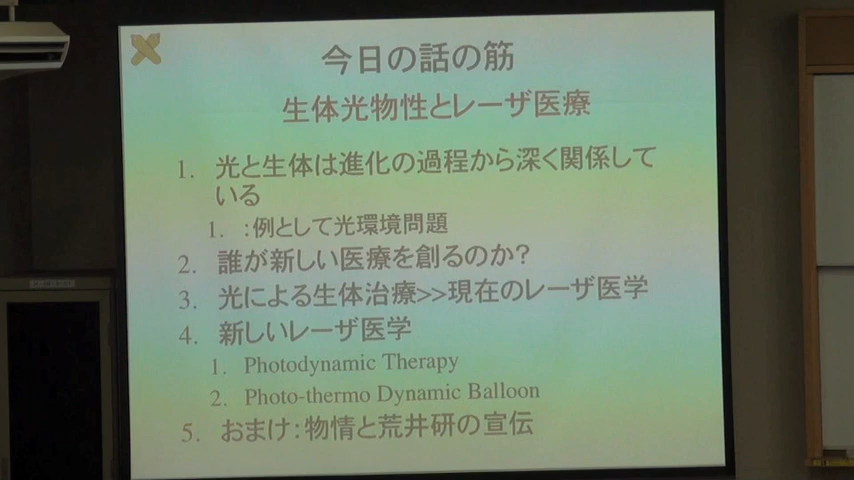 今日の話の筋
生体光物性とレーザ医療
1. 光と生体は進化の過程から深く関係して
いる
1. :例として光環境問題
2. 誰が新しい医療を創るのか?
3. 光による生体治療>>現在のレーザ医学
4. 新しいレーザ医学
1. Photodynamic Therapy
2. Photo-thermo Dynamic Balloon
5. おまけ:物情と荒井研の宣伝